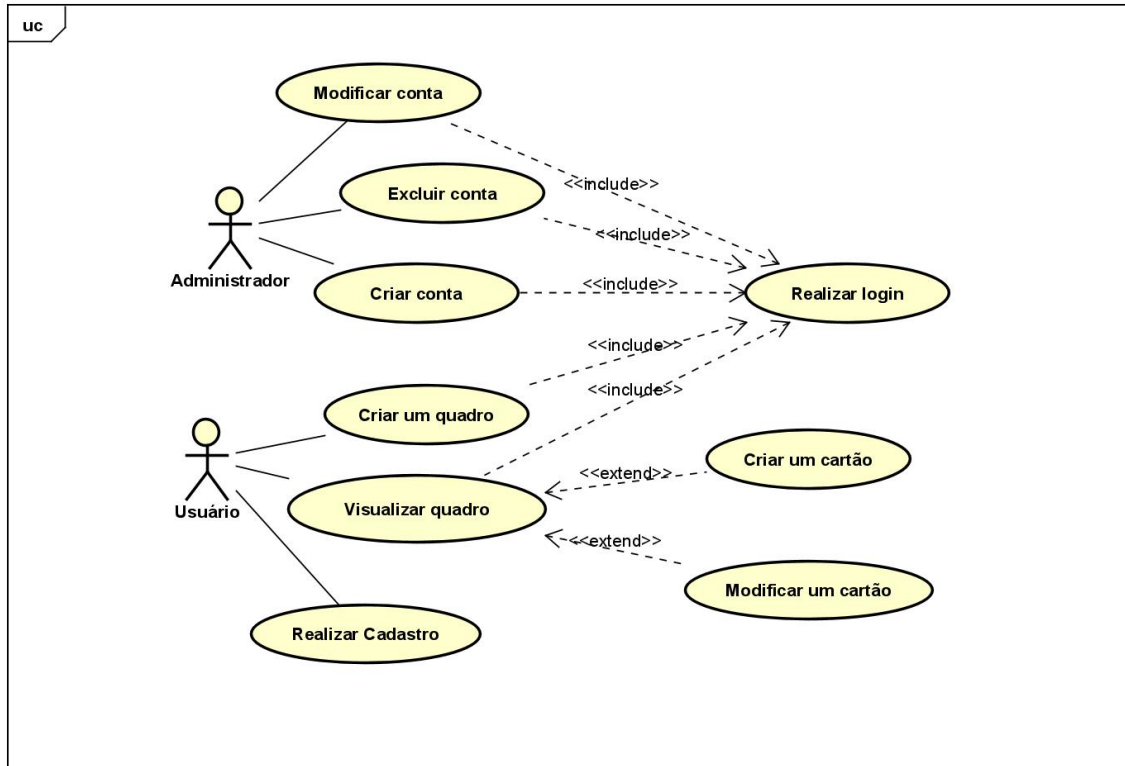 uc
Modificar conta
<<include>>
Excluir conta
<<include>>
Administrador
Criar conta
<<include>>
Realizar login
<<include>>
<<include>>
Criar um quadro
Usuário
Visualizar quadro
<<extend>>
Criar um cartão
<<extend>>
Modificar um cartão
Realizar Cadastro